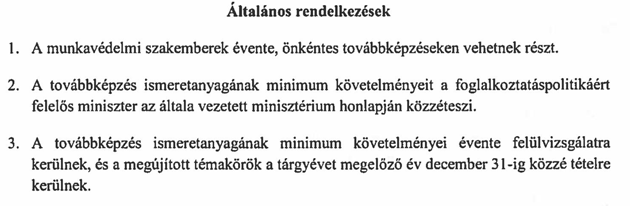 Általános rendelkezések
1. A munkavédelmi szakemberek évente, önkéntes továbbképzéseken vehetnek részt.
2. A továbbképzés ismeretanyagának minimum követelményeit a foglalkoztatáspolitikáért
felelős miniszter az általa vezetett minisztérium honlapján közzéteszi.
3. A továbbképzés ismeretanyagának minimum követelményei évente felülvizsgálatra
kerülnek, és a megújított témakörök a tárgyévet megelőző év december 31-ig közzé tételre
kerülnek.